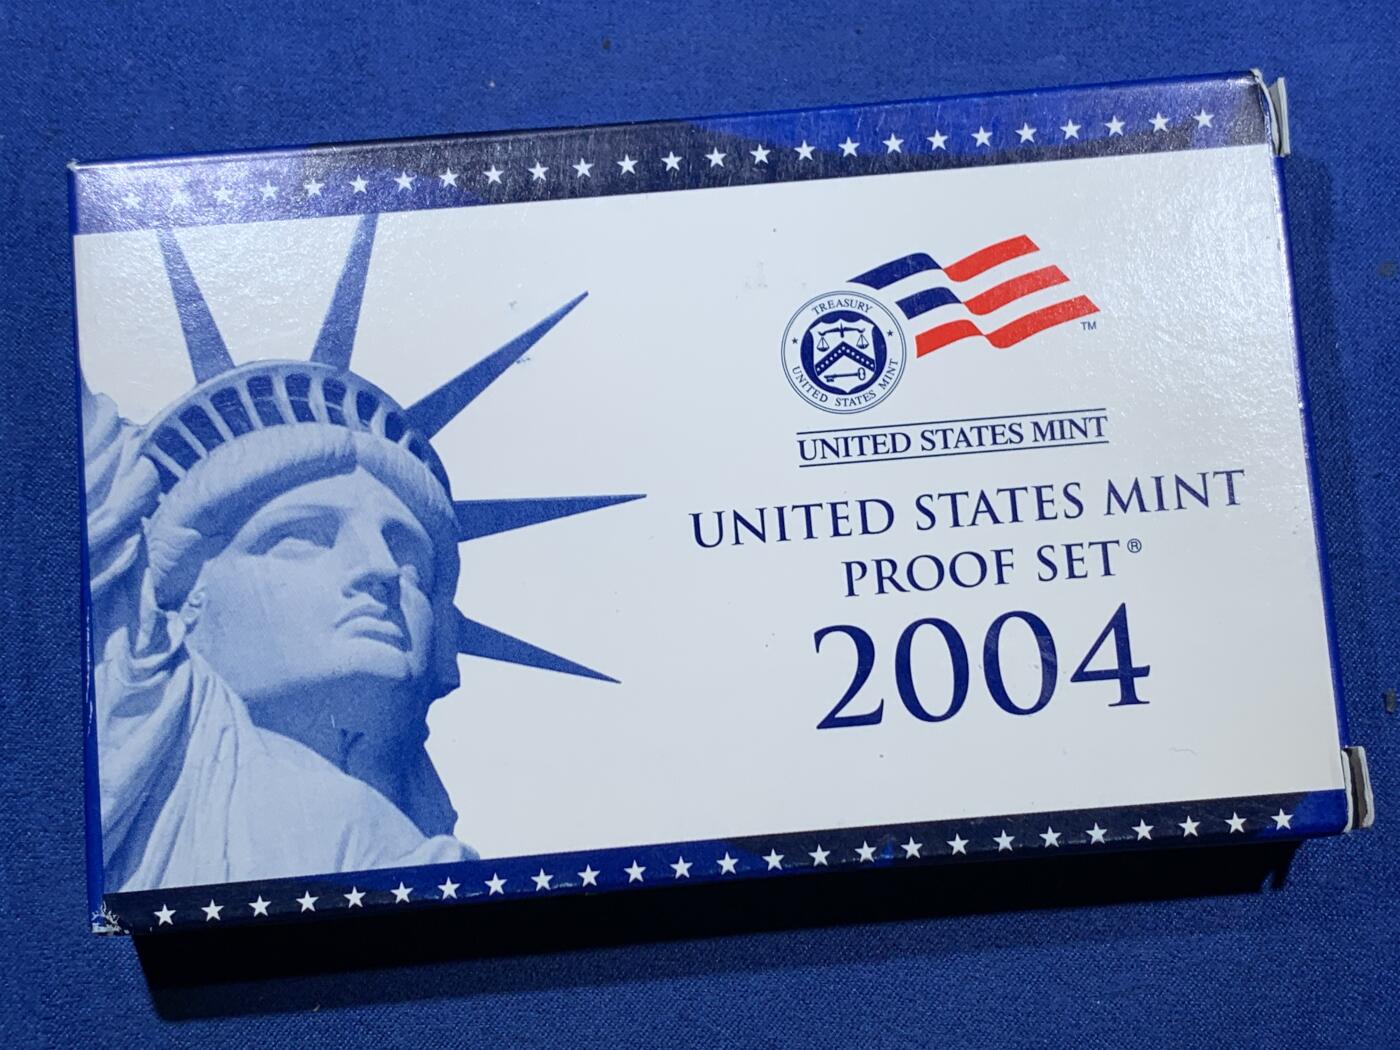 TREASURY
UNITED STATES MINT
TM
UNITED STATES MINT
UNITED STATES MINT
PROOF SET®
2004